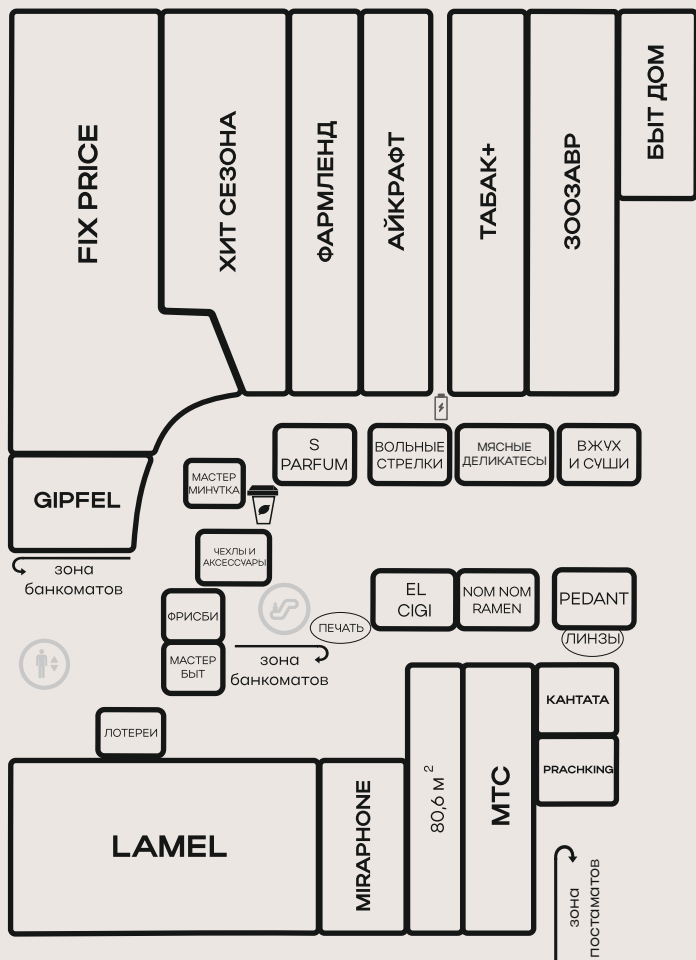 FIX PRICE
ХИТ СЕЗОНА
ФАРМЛЕНД
АЙКРАФТ
ТАБАК+
ЗООЗАВР
БЫТ ДОМ
S
PARFUM
ВОЛЬНЫЕ
СТРЕЛКИ
МЯСНЫЕ
ДЕЛИКАТЕСЫ
ВЖУХ
И СУШИ
GIPFEL
МАСТЕР
МИНУТКА
зона
банкоматов
ЧЕХЛЫ И
АКСЕССУАРЫ
ФРИСБИ
ПЕЧАТЬ
EL
CIGI
NOM NOM
RAMEN
PEDANT
ЛИНЗЫ
МАСТЕР
БЫТ
зона
банкоматов
ЛОТЕРЕИ
LAMEL
MIRAPHONE
80,6 м²
МТС
КАНТАТА
PRACHKING
зона
постаматов